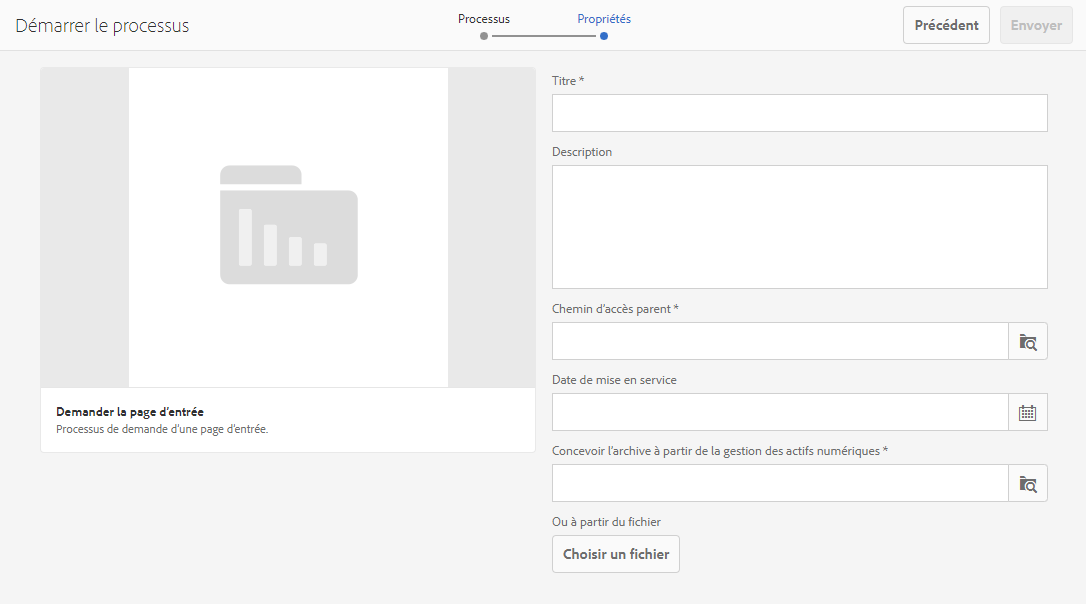 Démarrer le processus
Processus
Propriétés
Précédent
Envoyer
Demander la page d’entrée
Processus de demande d’une page d’entrée.
Titre *
Description
Chemin d’accès parent *
Date de mise en service
Concevoir l’archive à partir de la gestion des actifs numériques *
Ou à partir du fichier
Choisir un fichier